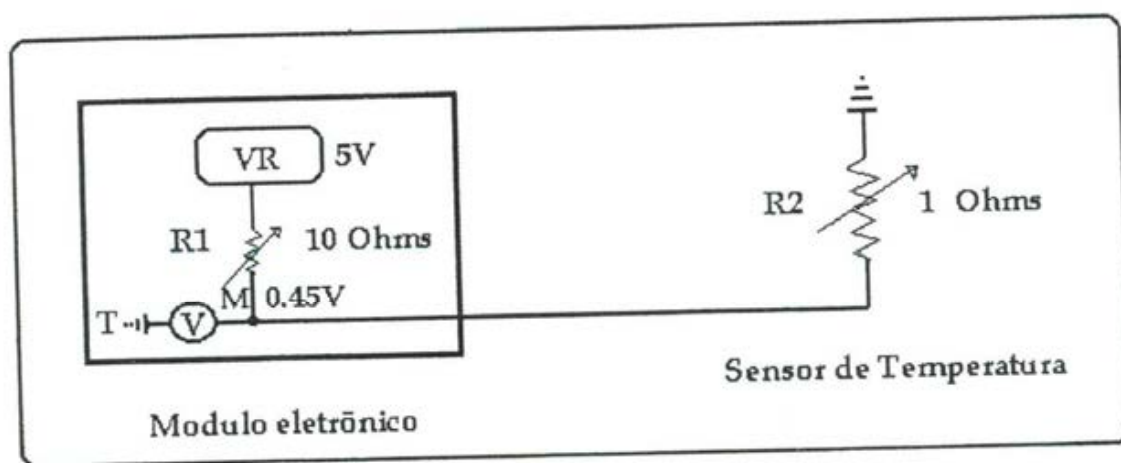 VR 5V
R1 10 Ohms
M 0.45V
T V
R2 1 Ohms
Sensor de Temperatura
Modulo eletrônico